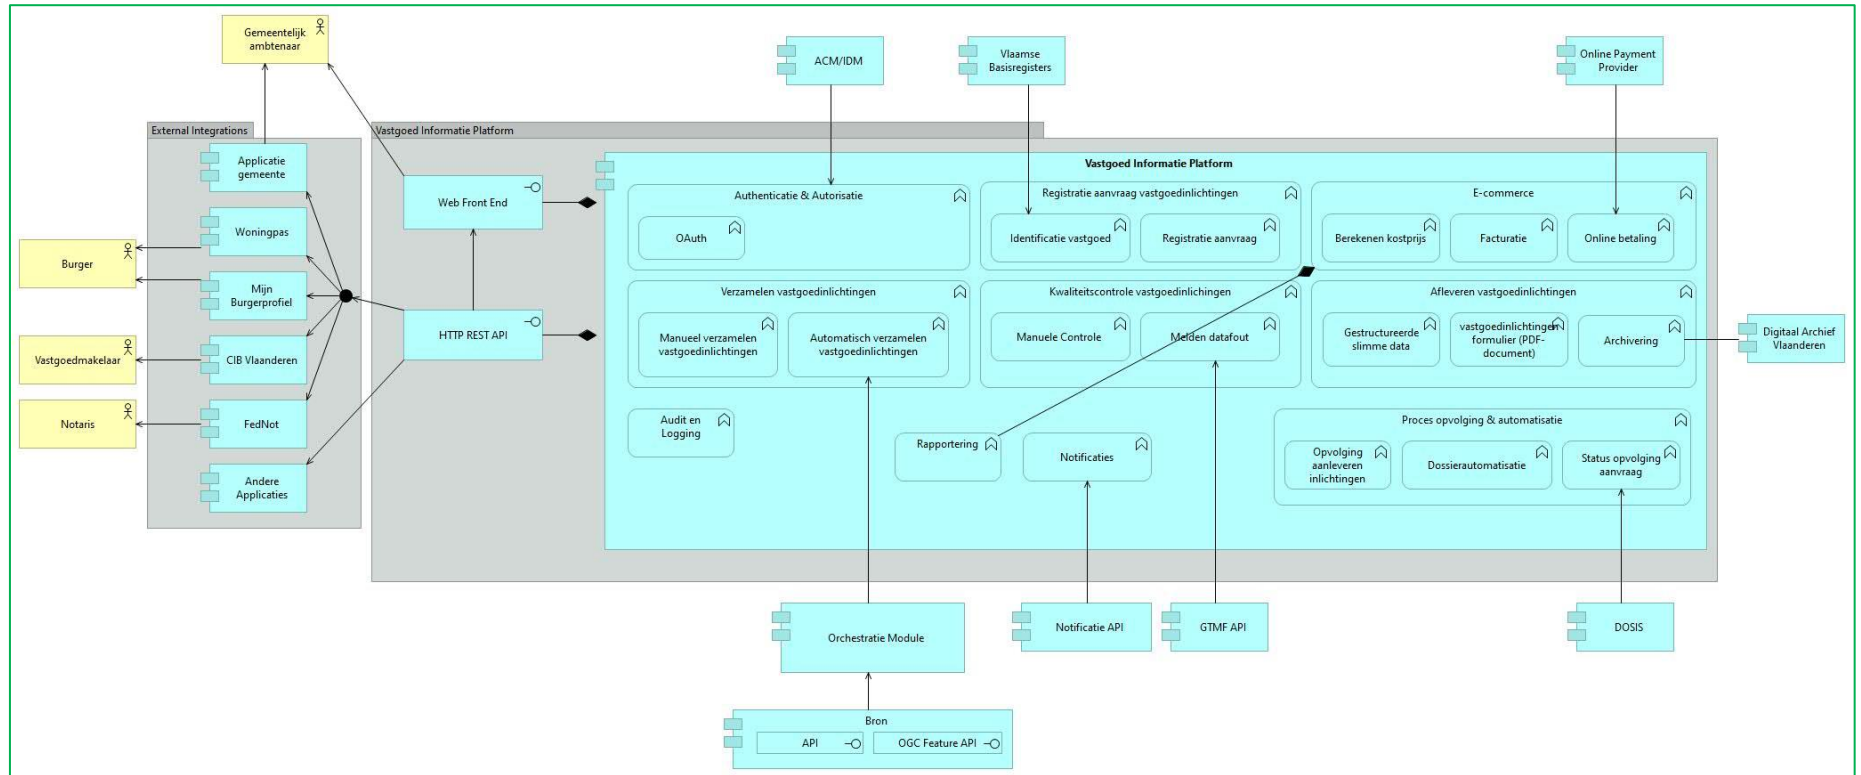 Gemeentelijk
ambtenaar
ACM/IDM
Vlaamse
Basisregisters
Online Payment
Provider
External Integrations
Vastgoed Informatie Platform
Applicatie
gemeente
Woningpas
Mijn
Burgerprofiel
CIB Vlaanderen
FedNot
Andere
Applicaties
Burger
Vastgoedmakelaar
Notaris
Web Front End
HTTP REST API
Vastgoed Informatie Platform
Authenticatie & Autorisatie
OAuth
Registratie aanvraag vastgoedinlichtingen
Identificatie vastgoed
Registratie aanvraag
E-commerce
Berekenen kostprijs
Facturatie
Online betaling
Verzamelen vastgoedinlichtingen
Manueel verzamelen
vastgoedinlichtingen
Automatisch verzamelen
vastgoedinlichtingen
Kwaliteitscontrole vastgoedinlichingen
Manuele Controle
Melden datafout
Afleveren vastgoedinlichtingen
Gestructureerde
slimme data
vastgoedinlichtingen
formulier (PDF-
document)
Archivering
Digitaal Archief
Vlaanderen
Audit en
Logging
Rapportering
Notificaties
Proces opvolging & automatisatie
Opvolging
aanleveren
inlichtingen
Dossierautomatisatie
Status opvolging
aanvraag
Orchestratie Module
Notificatie API
GTMF API
DOSIS
Bron
API
OGC Feature API